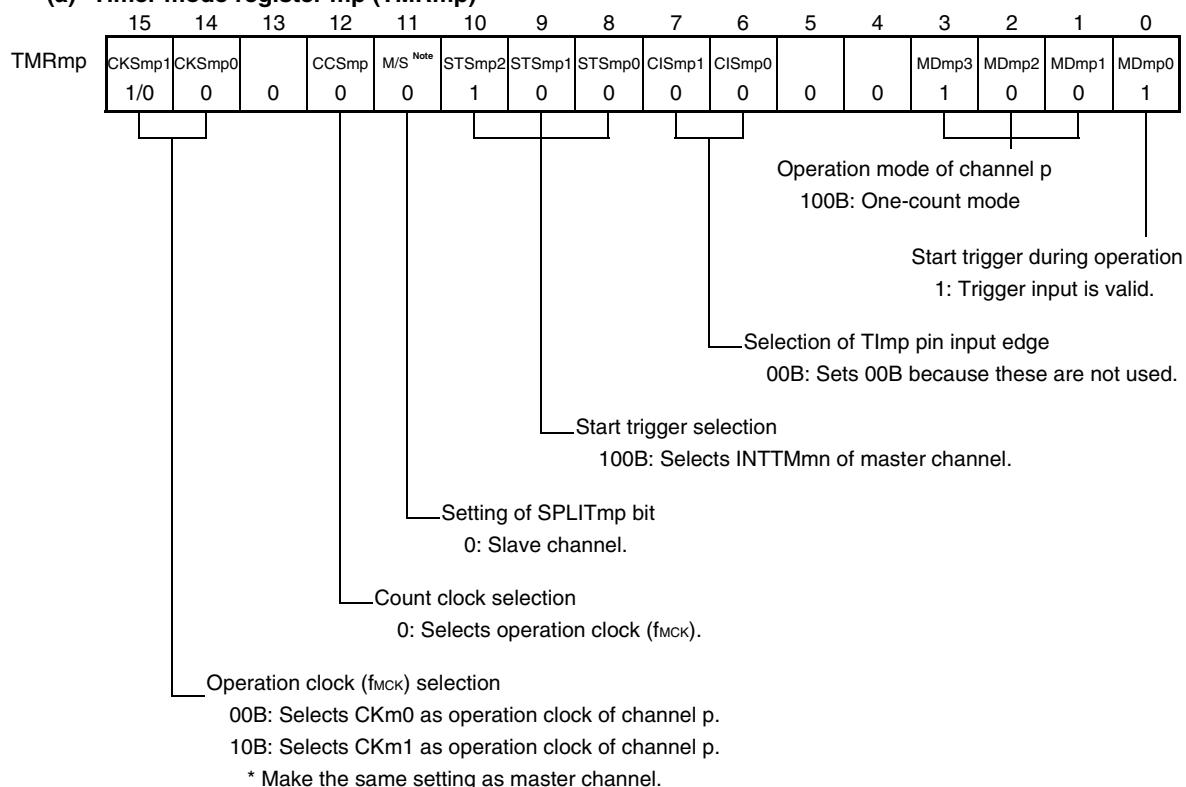 (a) Timer mode register mp (TMRmp)
15 14 13 12 11 10 9 8 7 6 5 4 3 2 1 0
TMRmp CKSmp1 CKSmp0 CCSmp M/S Note STSmp2 STSmp1 STSmp0 CISmp1 CISmp0 MDmp3 MDmp2 MDmp1 MDmp0
1/0 0 0 0 0 1 0 0 0 0 0 0 1 0 0 1
Operation mode of channel p
100B: One-count mode
Start trigger during operation
1: Trigger input is valid.
Selection of TImp pin input edge
00B: Sets 00B because these are not used.
Start trigger selection
100B: Selects INTTMmn of master channel.
Setting of SPLITmp bit
0: Slave channel.
Count clock selection
0: Selects operation clock (fMCK).
Operation clock (fMCK) selection
00B: Selects CKm0 as operation clock of channel p.
10B: Selects CKm1 as operation clock of channel p.
* Make the same setting as master channel.